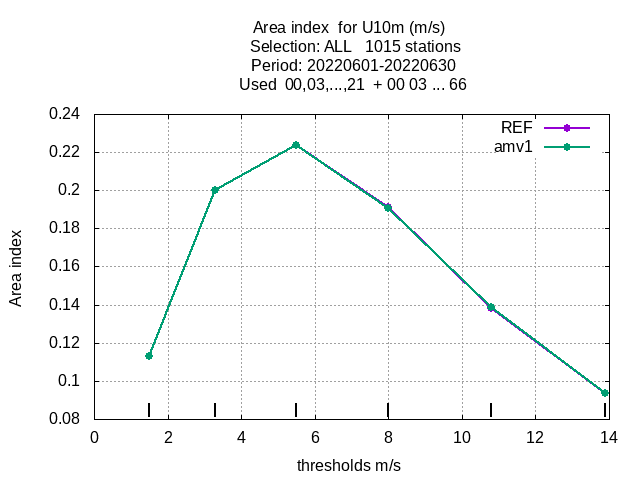 Area index  for U10m (m/s)
Selection: ALL   1015 stations
Period: 20220601-20220630
Used  00,03,...,21  + 00 03 ... 66
0.24
0.22
0.2
0.18
0.16
0.14
0.12
0.1
0.08
Area index
REF
amv1
0 2 4 6 8 10 12 14
thresholds m/s